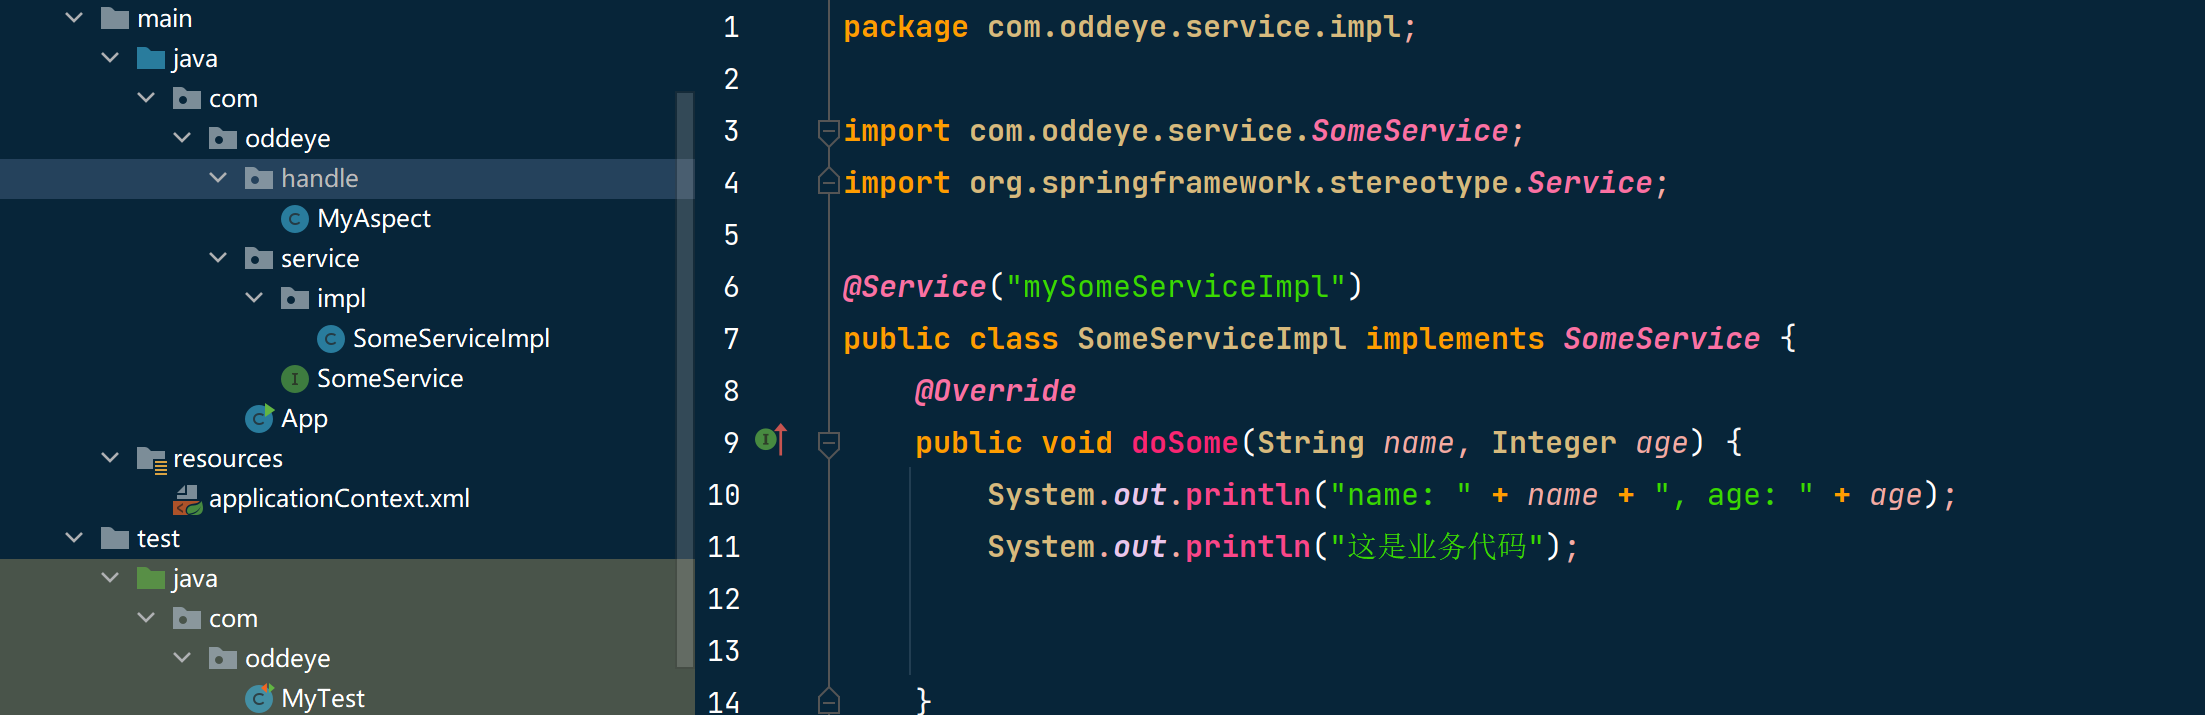 main
java
com
oddeye
handle
MyAspect
service
impl
SomeServiceImpl
SomeService
App
resources
applicationContext.xml
test
java
com
oddeye
MyTest
1 package com.oddeye.service.impl;
2
3 import com.oddeye.service.SomeService;
4 import org.springframework.stereotype.Service;
5
6 @Service("mySomeServiceImpl")
7 public class SomeServiceImpl implements SomeService {
8 @Override
9 public void doSome(String name, Integer age) {
10 System.out.println("name: " + name + ", age: " + age);
11 System.out.println("这是业务代码");
12
13
14 }